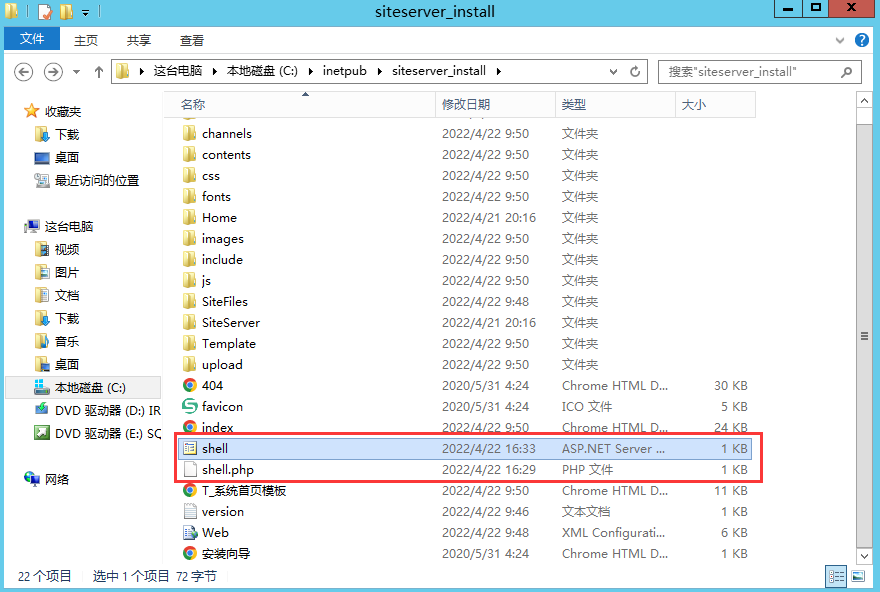 siteserver_install
文件 主页 共享 查看
这台电脑 本地磁盘 (C:) inetpub siteserver_install 搜索"siteserver_install"
名称 修改日期 类型 大小
收藏夹
下载
桌面
最近访问的位置
这台电脑
视频
图片
文档
下载
音乐
桌面
本地磁盘 (C:)
DVD 驱动器 (D:) IR
DVD 驱动器 (E:) SQ
网络
channels 2022/4/22 9:50 文件夹
contents 2022/4/22 9:50 文件夹
css 2022/4/22 9:50 文件夹
fonts 2022/4/22 9:50 文件夹
Home 2022/4/21 20:16 文件夹
images 2022/4/22 9:50 文件夹
include 2022/4/22 9:50 文件夹
js 2022/4/22 9:50 文件夹
SiteFiles 2022/4/22 9:48 文件夹
SiteServer 2022/4/21 20:16 文件夹
Template 2022/4/22 9:50 文件夹
upload 2022/4/22 9:50 文件夹
404 2020/5/31 4:24 Chrome HTML D... 30 KB
favicon 2020/5/31 4:24 ICO 文件 5 KB
index 2022/4/22 9:50 Chrome HTML D... 24 KB
shell 2022/4/22 16:33 ASP.NET Server ... 1 KB
shell.php 2022/4/22 16:29 PHP 文件 1 KB
T_系统首页模板 2022/4/22 9:50 Chrome HTML D... 11 KB
version 2022/4/22 9:46 文本文档 1 KB
Web 2022/4/22 9:48 XML Configurati... 6 KB
安装向导 2020/5/31 4:24 Chrome HTML D... 1 KB
22 个项目 选中 1 个项目 72 字节